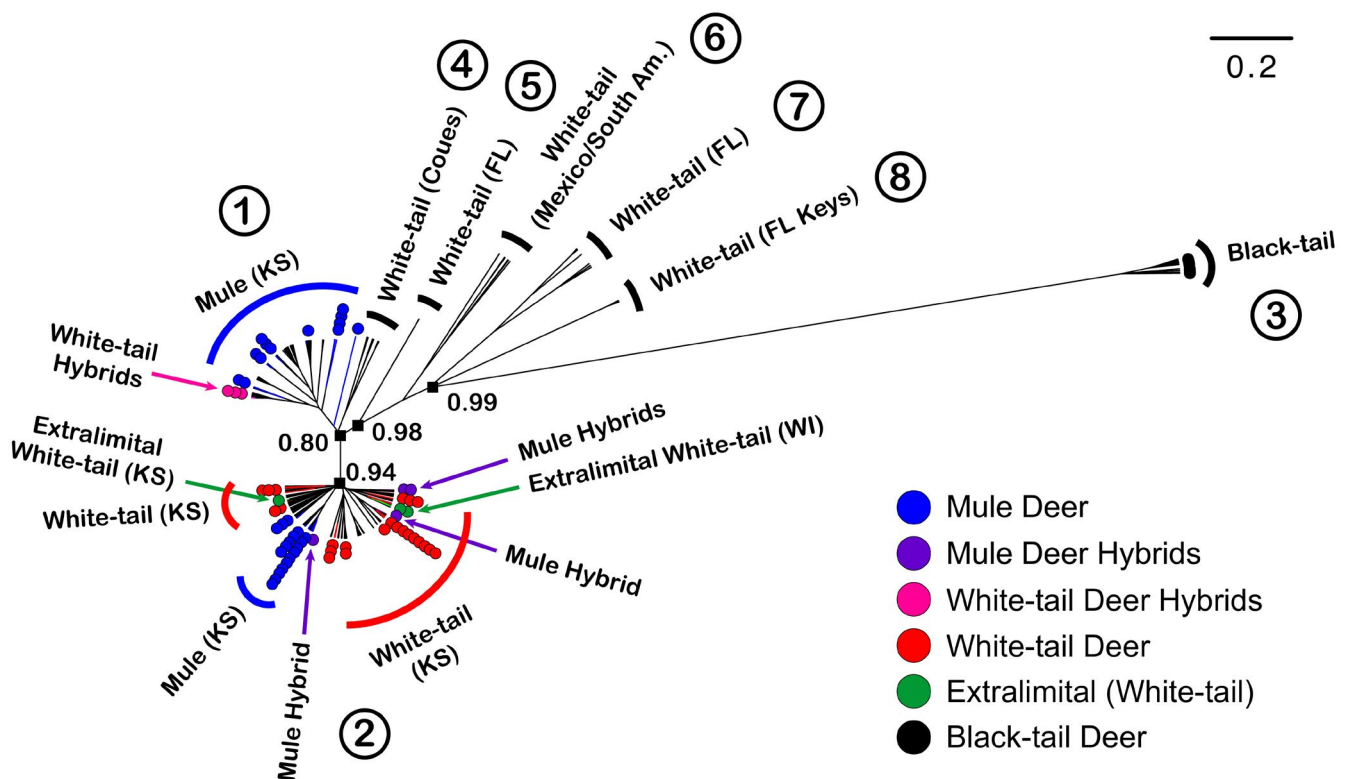 6
4
5
White-tail
(Mexico/South Am.)
0.2
7
White-tail (Coues)
White-tail (FL)
White-tail (FL)
8
1
White-tail (FL Keys)
Mule (KS)
Black-tail
3
White-tail
Hybrids
0.99
0.98
0.80
0.94
Extralimital
White-tail (KS)
White-tail (KS)
Mule Hybrids
Extralimital White-tail (WI)
Mule Hybrid
Mule (KS)
Mule Hybrid
White-tail
(KS)
2
Mule Deer
Mule Deer Hybrids
White-tail Deer Hybrids
White-tail Deer
Extralimital (White-tail)
Black-tail Deer